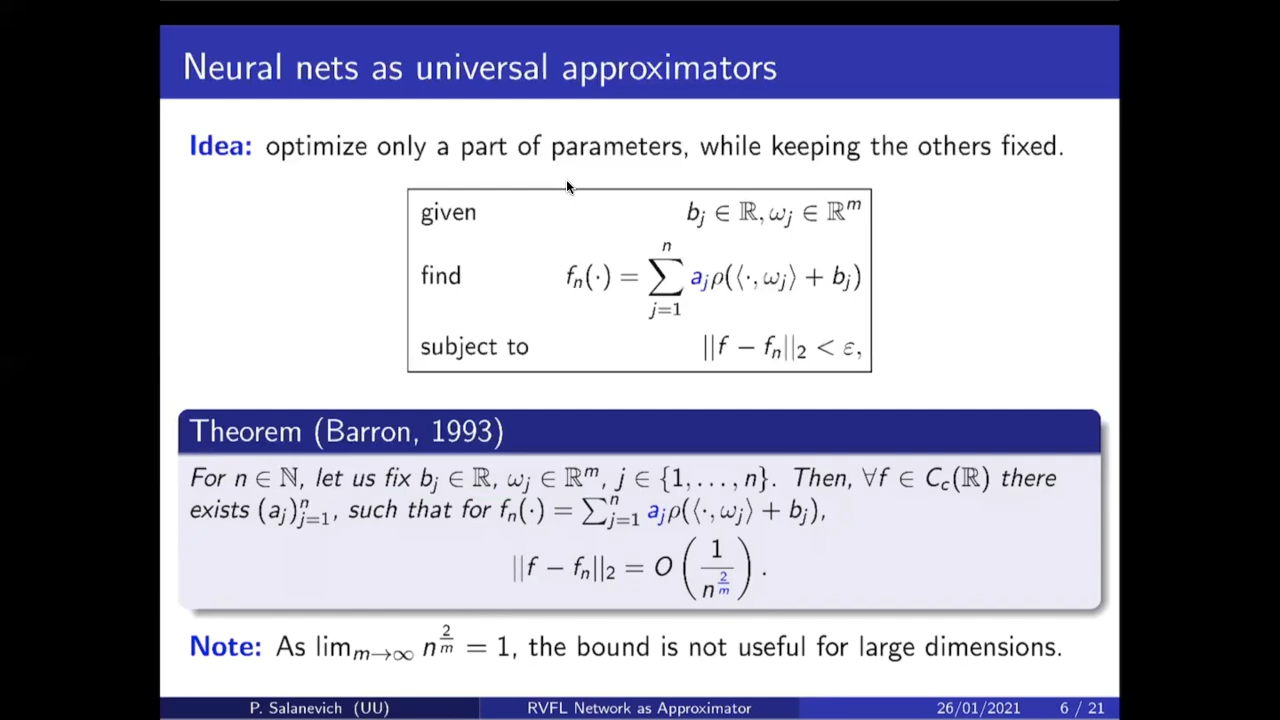 Neural nets as universal approximators
Idea: optimize only a part of parameters, while keeping the others fixed.
given b_j ∈ ℝ, ω_j ∈ ℝ^m
find f_n(·) = ∑_{j=1}^{n} a_jρ(⟨·, ω_j⟩ + b_j)
subject to ||f − f_n||_2 < ε,
Theorem (Barron, 1993)
For n ∈ ℕ, let us fix b_j ∈ ℝ, ω_j ∈ ℝ^m, j ∈ {1, . . . , n}. Then, ∀f ∈ C_c(ℝ) there
exists (a_j)_{j=1}^{n}, such that for f_n(·) = ∑_{j=1}^{n} a_jρ(⟨·, ω_j⟩ + b_j),
||f − f_n||_2 = O(1/n^{2/m}).
Note: As lim_{m→∞} n^{2/m} = 1, the bound is not useful for large dimensions.
P. Salanevich (UU) RVFL Network as Approximator 26/01/2021 6 / 21